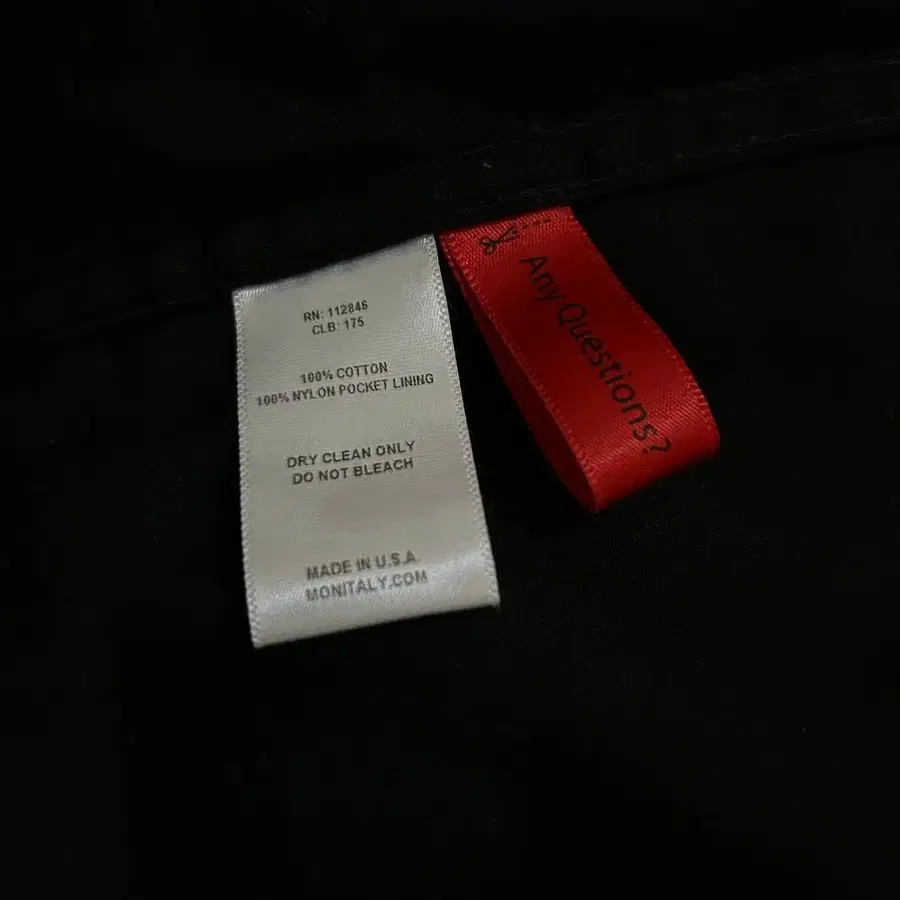 RN: 112846
CLB: 175
100% COTTON
100% NYLON POCKET LINING
DRY CLEAN ONLY
DO NOT BLEACH
MADE IN U.S.A.
MONITALY.COM
Any Questions?